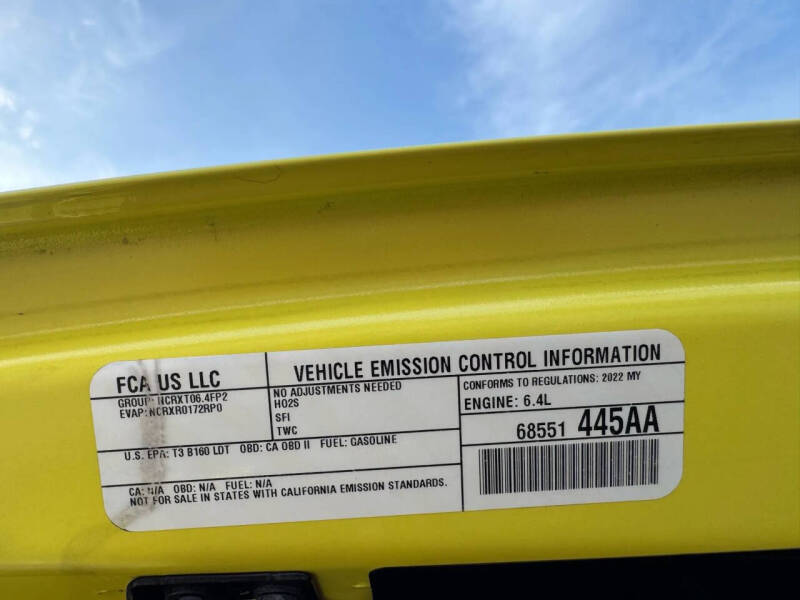 FCA US LLC
GROUP: NCRXT06.4FP2
EVAP: NCRXR0172RP0
VEHICLE EMISSION CONTROL INFORMATION
NO ADJUSTMENTS NEEDED
HO2S
SFI
TWC
CONFORMS TO REGULATIONS: 2022 MY
ENGINE: 6.4L
68551 445AA
U.S. EPA: T3 B160 LDT OBD: CA OBD II FUEL: GASOLINE
CA: N/A OBD: N/A FUEL: N/A
NOT FOR SALE IN STATES WITH CALIFORNIA EMISSION STANDARDS.